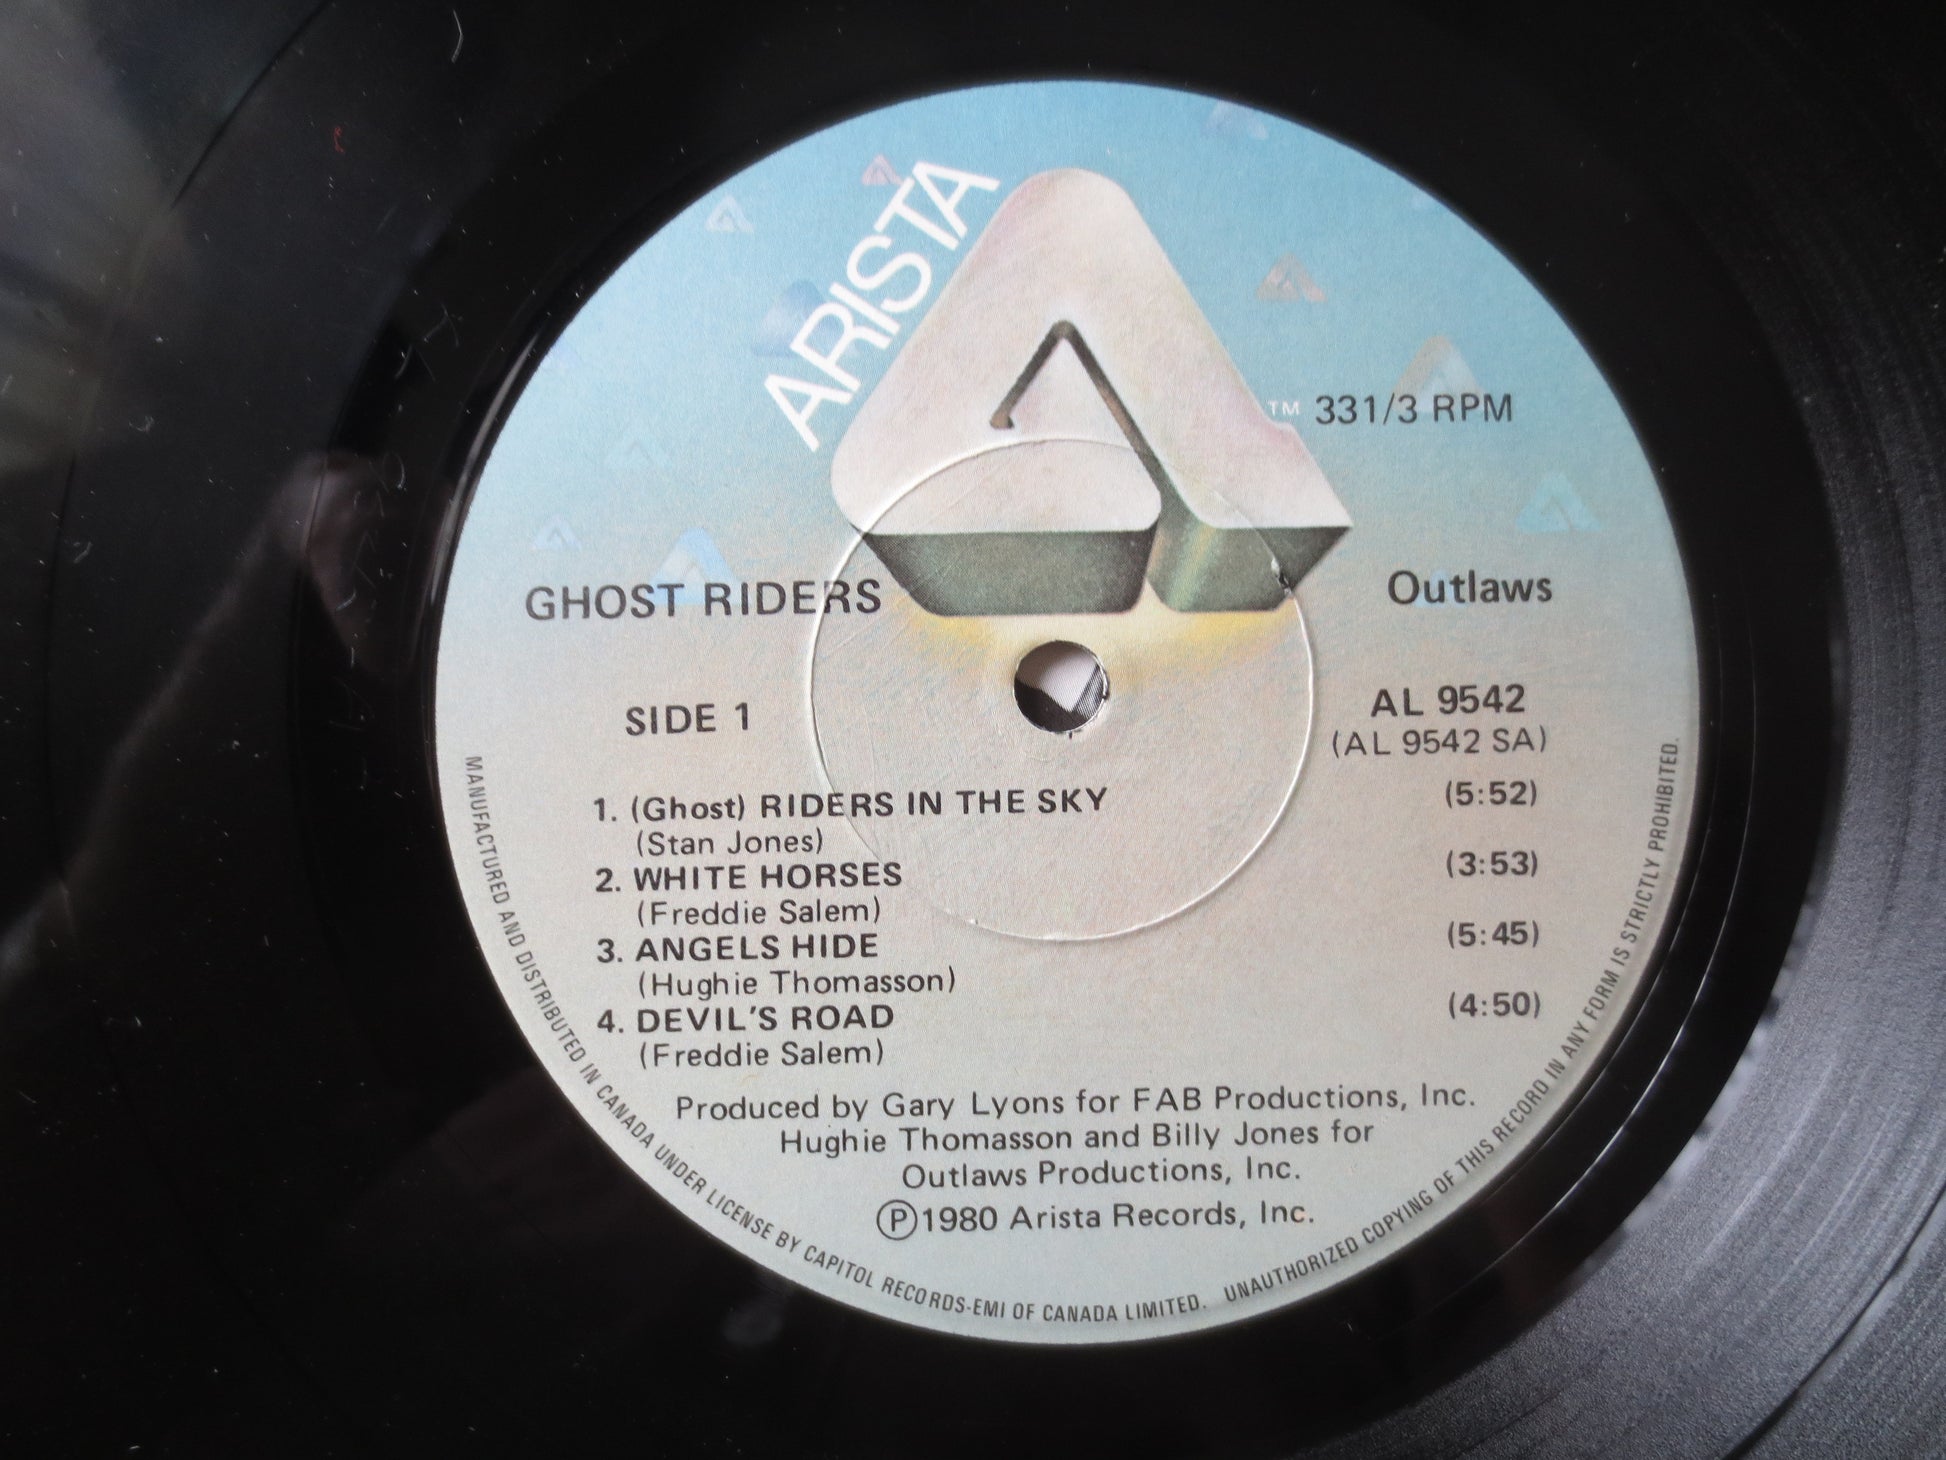 ARISTA
TM 331/3 RPM
GHOST RIDERS
Outlaws
SIDE 1
AL 9542
(AL 9542 SA)
1. (Ghost) RIDERS IN THE SKY (5:52)
(Stan Jones)
2. WHITE HORSES (3:53)
(Freddie Salem)
3. ANGELS HIDE (5:45)
(Hughie Thomasson)
4. DEVIL'S ROAD (4:50)
(Freddie Salem)
Produced by Gary Lyons for FAB Productions, Inc.
Hughie Thomasson and Billy Jones for
Outlaws Productions, Inc.
Ⓟ1980 Arista Records, Inc.
MANUFACTURED AND DISTRIBUTED IN CANADA UNDER LICENSE BY CAPITOL RECORDS-EMI OF CANADA LIMITED. UNAUTHORIZED COPYING OF THIS RECORD IN ANY FORM IS STRICTLY PROHIBITED.